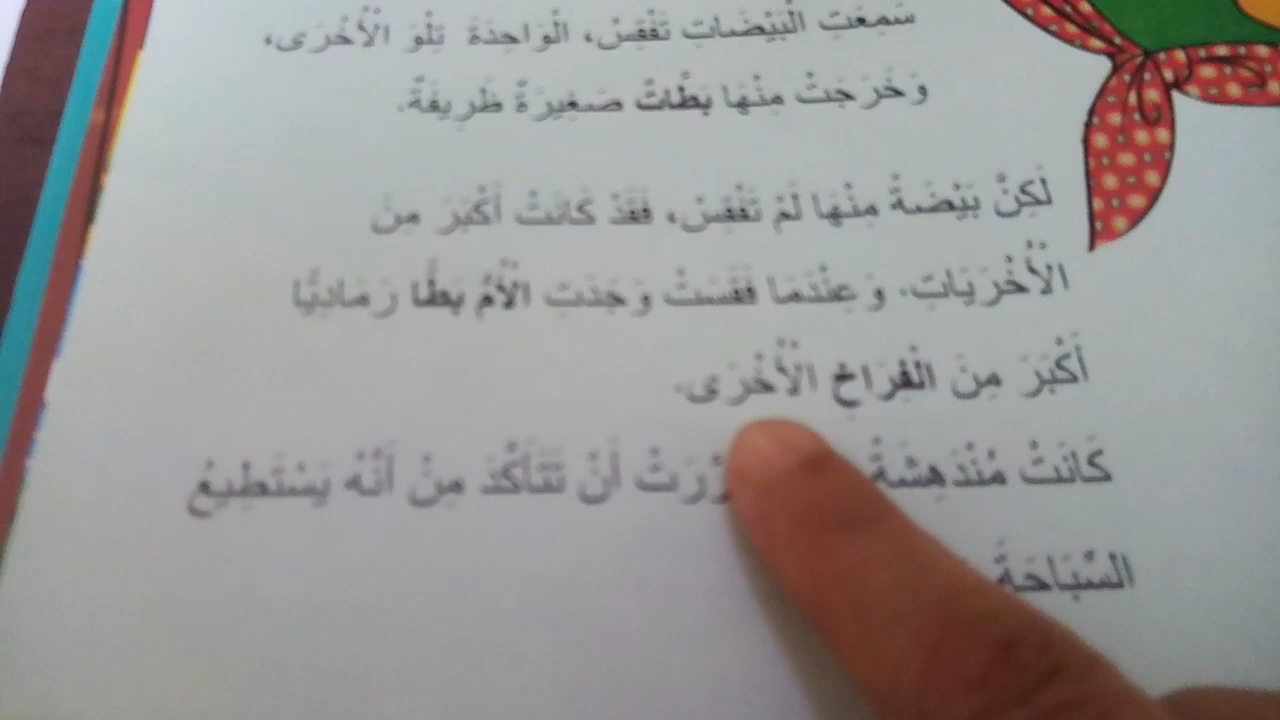 سَمِعَتِ الْبَيْضَاتِ تَفْقِسُ، الْوَاحِدَةَ تِلْوَ الْأُخْرَى،
وَخَرَجَتْ مِنْهَا بَطَّاتٌ صَغِيرَةٌ ظَرِيفَةٌ.
لَكِنَّ بَيْضَةً مِنْهَا لَمْ تَفْقِسْ، فَقَدْ كَانَتْ أَكْبَرَ مِنَ
الْأُخْرَيَاتِ. وَعِنْدَمَا فَقَسَتْ وَجَدَتِ الْأُمُّ بَطًّا رَمَادِيًّا
أَكْبَرَ مِنَ الْفِرَاخِ الْأُخْرَى.
كَانَتْ مُنْدَهِشَةً أَنْ تَتَأَكَّدَ مِنْ أَنَّهُ يَسْتَطِيعُ
السِّبَاحَةَ